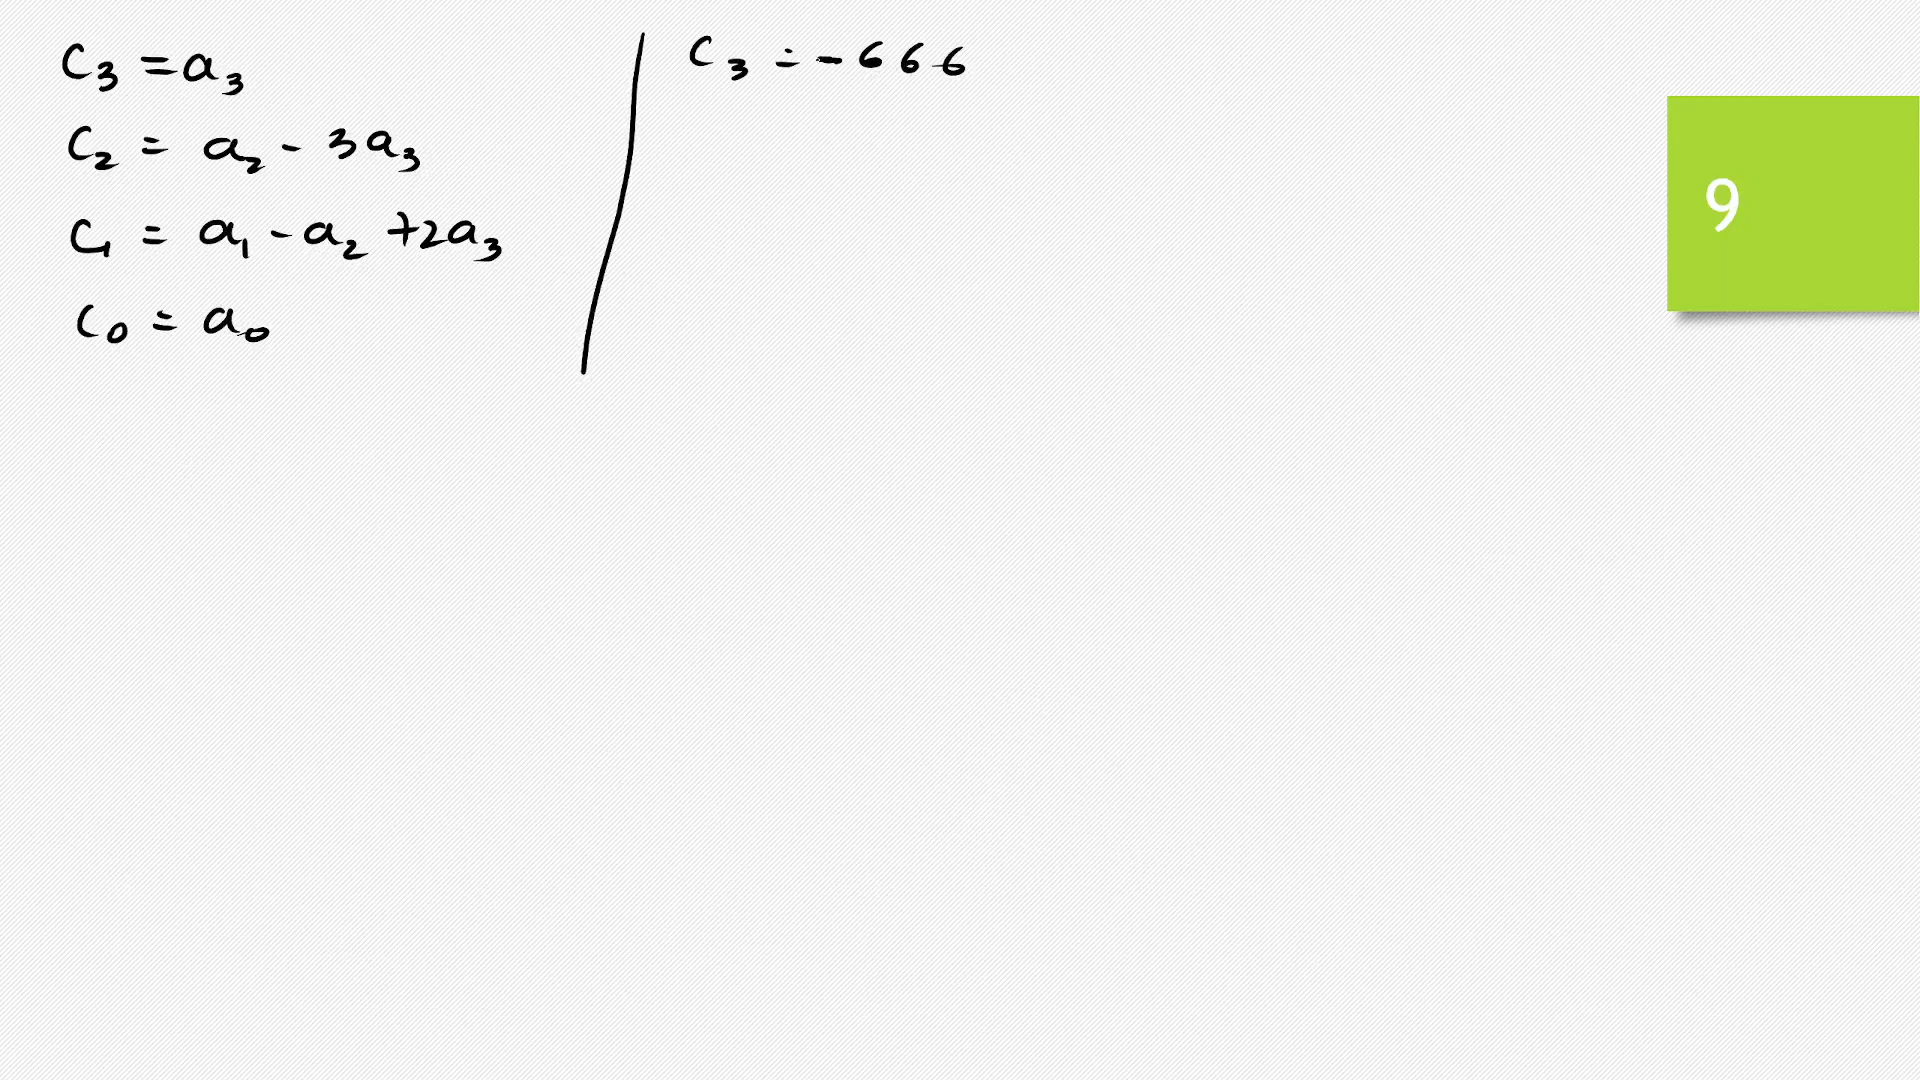 C₃ = a₃
C₂ = a₂ - 3a₃
C₁ = a₁ - a₂ + 2a₃
C₀ = a₀
C₃ = - 666
9